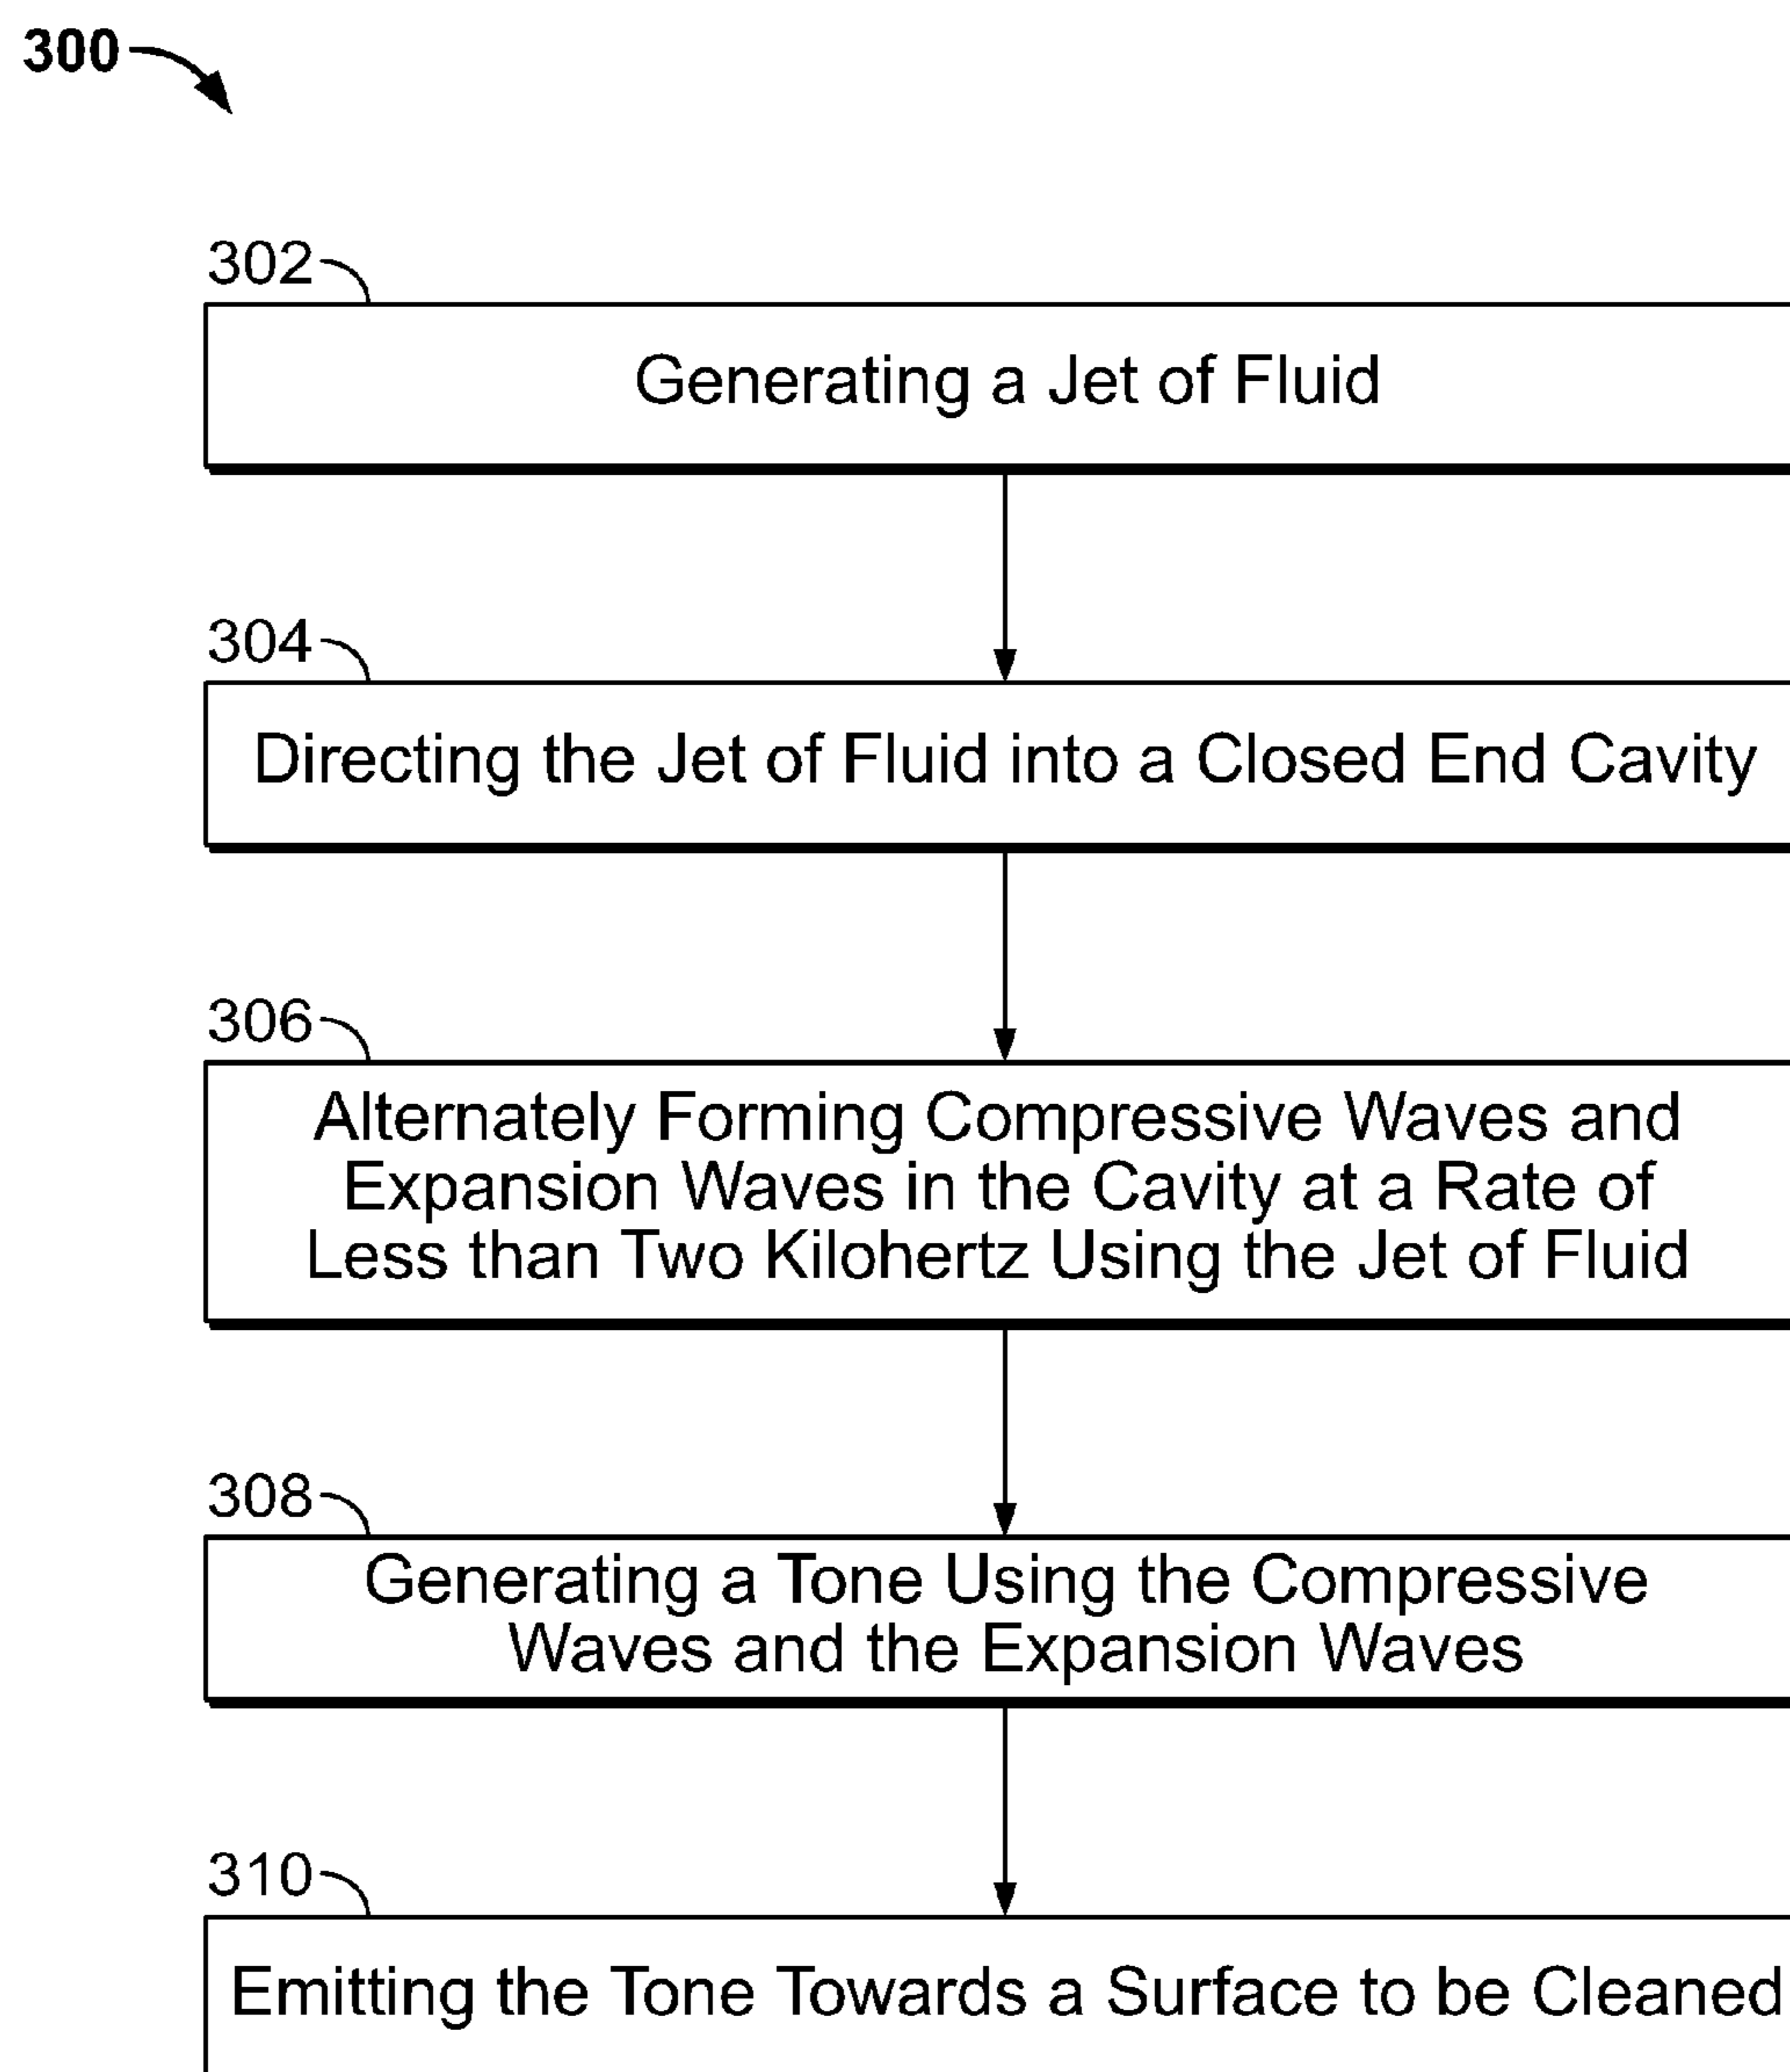 300
302
Generating a Jet of Fluid
304
Directing the Jet of Fluid into a Closed End Cavity
306
Alternately Forming Compressive Waves and
Expansion Waves in the Cavity at a Rate of
Less than Two Kilohertz Using the Jet of Fluid
308
Generating a Tone Using the Compressive
Waves and the Expansion Waves
310
Emitting the Tone Towards a Surface to be Cleaned